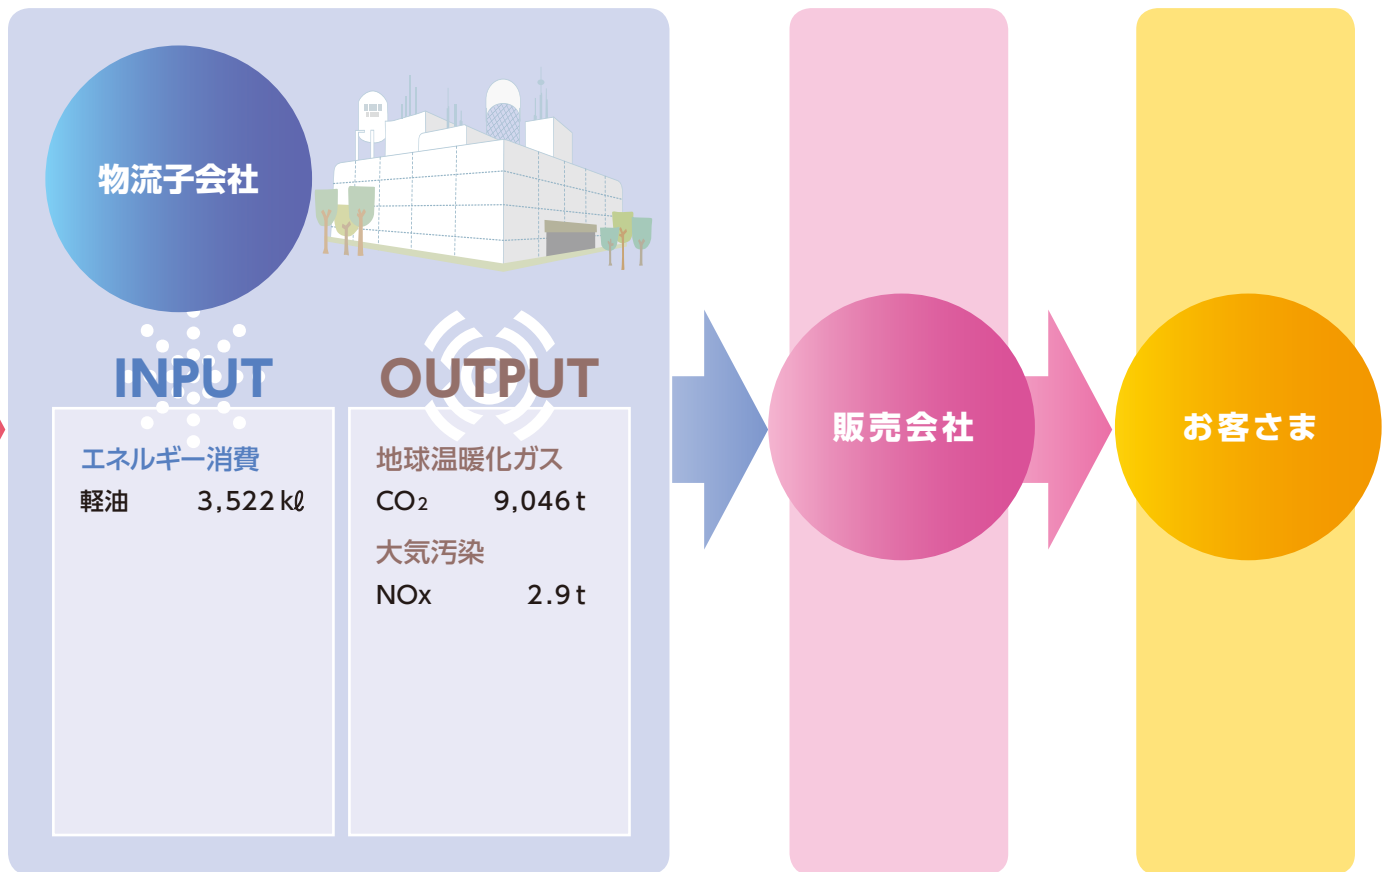 物流子会社
INPUT
エネルギー消費
軽油 3,522kℓ
OUTPUT
地球温暖化ガス
CO₂ 9,046t
大気汚染
NOx 2.9t
販売会社
お客さま